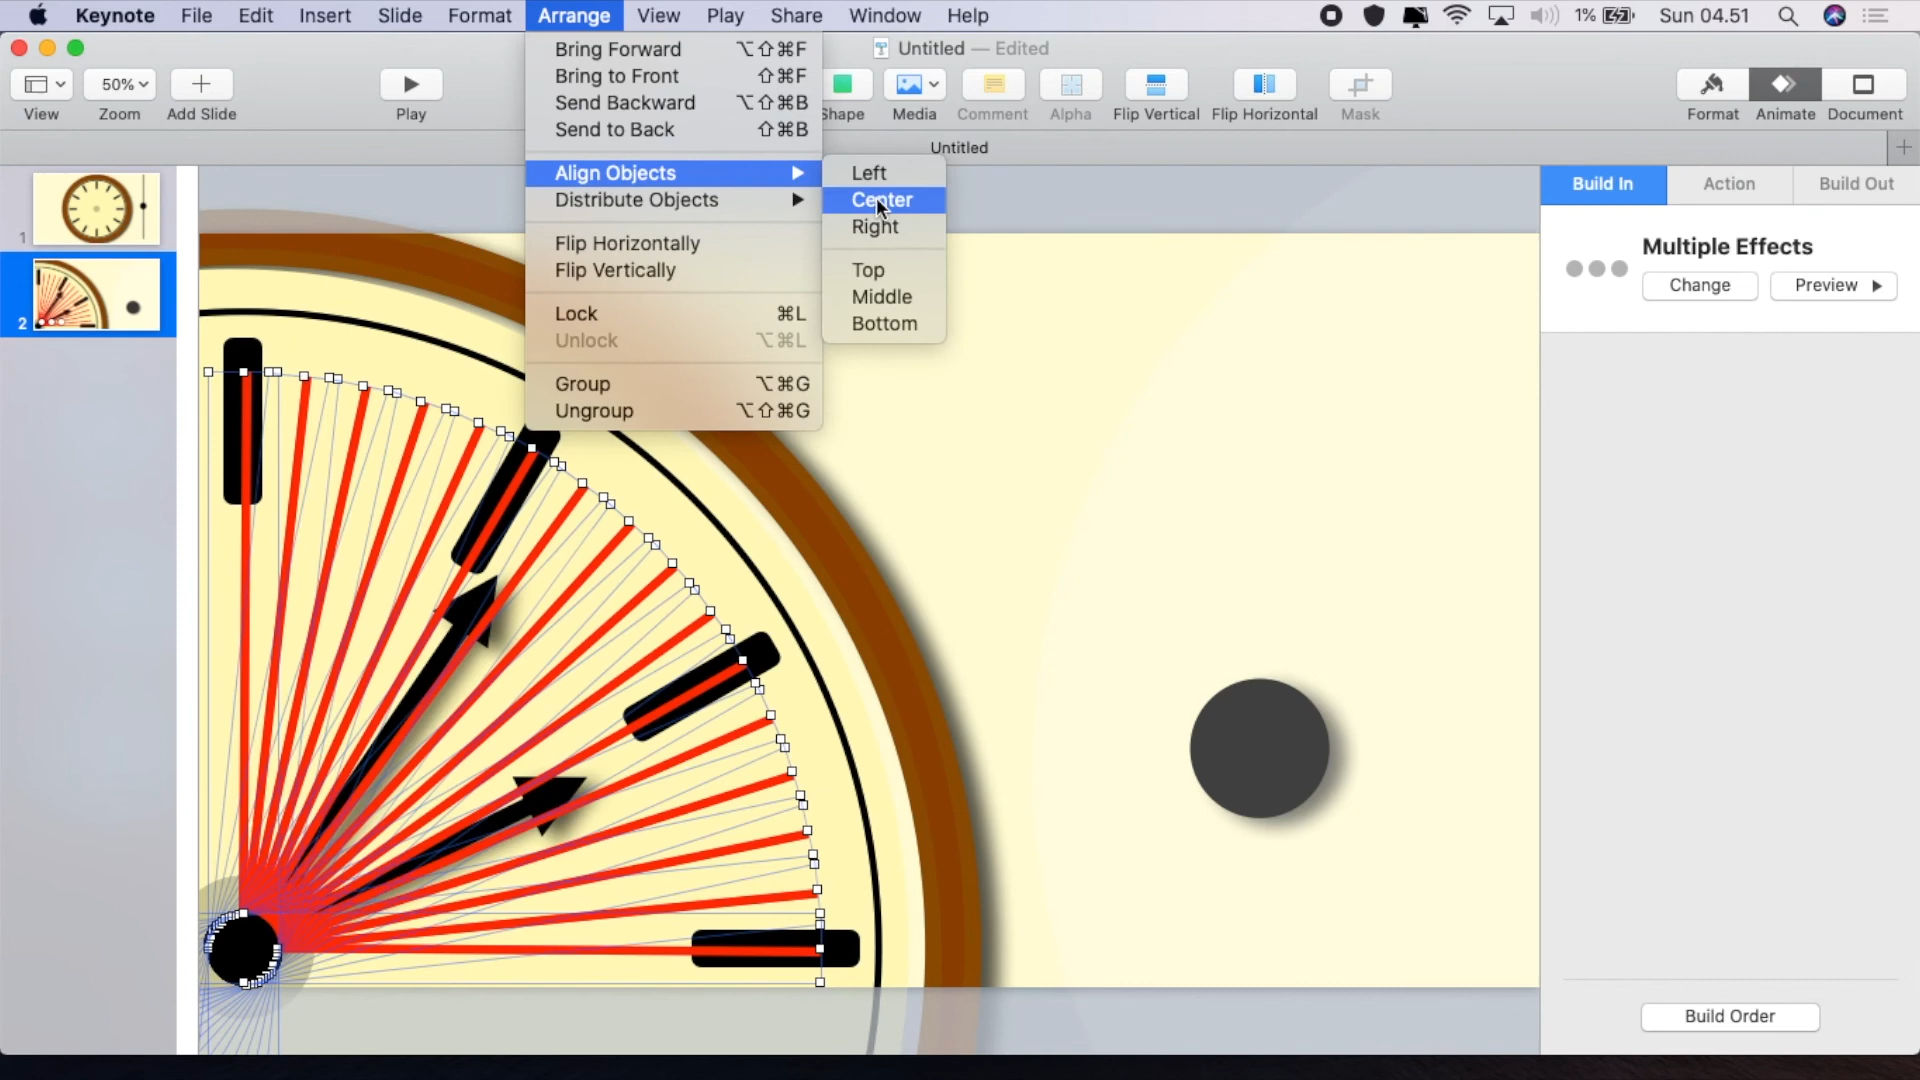 Keynote File Edit Insert Slide Format Arrange View Play Share Window Help 1% Sun 04.51
Untitled — Edited
50%
View Zoom Add Slide Play Shape Media Comment Alpha Flip Vertical Flip Horizontal Mask Format Animate Document
Untitled
Bring Forward ⌥⇧⌘F
Bring to Front ⇧⌘F
Send Backward ⌥⇧⌘B
Send to Back ⇧⌘B
Align Objects
Distribute Objects
Flip Horizontally
Flip Vertically
Lock ⌘L
Unlock ⌥⌘L
Group ⌥⌘G
Ungroup ⌥⇧⌘G
Left
Center
Right
Top
Middle
Bottom
1
2
Build In Action Build Out
Multiple Effects
Change Preview
Build Order